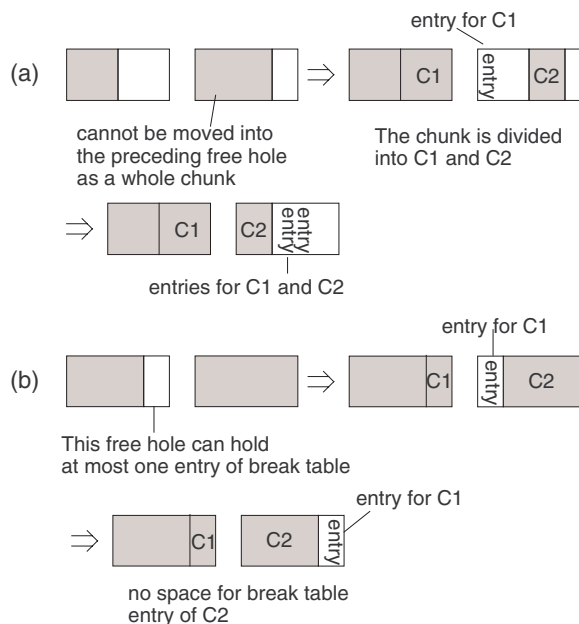 entry for C1
(a)
C1
entry
C2
cannot be moved into
the preceding free hole
as a whole chunk
The chunk is divided
into C1 and C2
C1
C2
entry
entry
entries for C1 and C2
entry for C1
(b)
C1
entry
C2
This free hole can hold
at most one entry of break table
entry for C1
C1
C2
entry
no space for break table
entry of C2